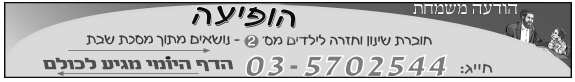 הודעה משמחת
הופיעה
חוברת שינון וחזרה לילדים מס' 2 - נושאים מתוך מסכת שבת
חייג: 03-5702544 הדף היומי מגיע לכולם